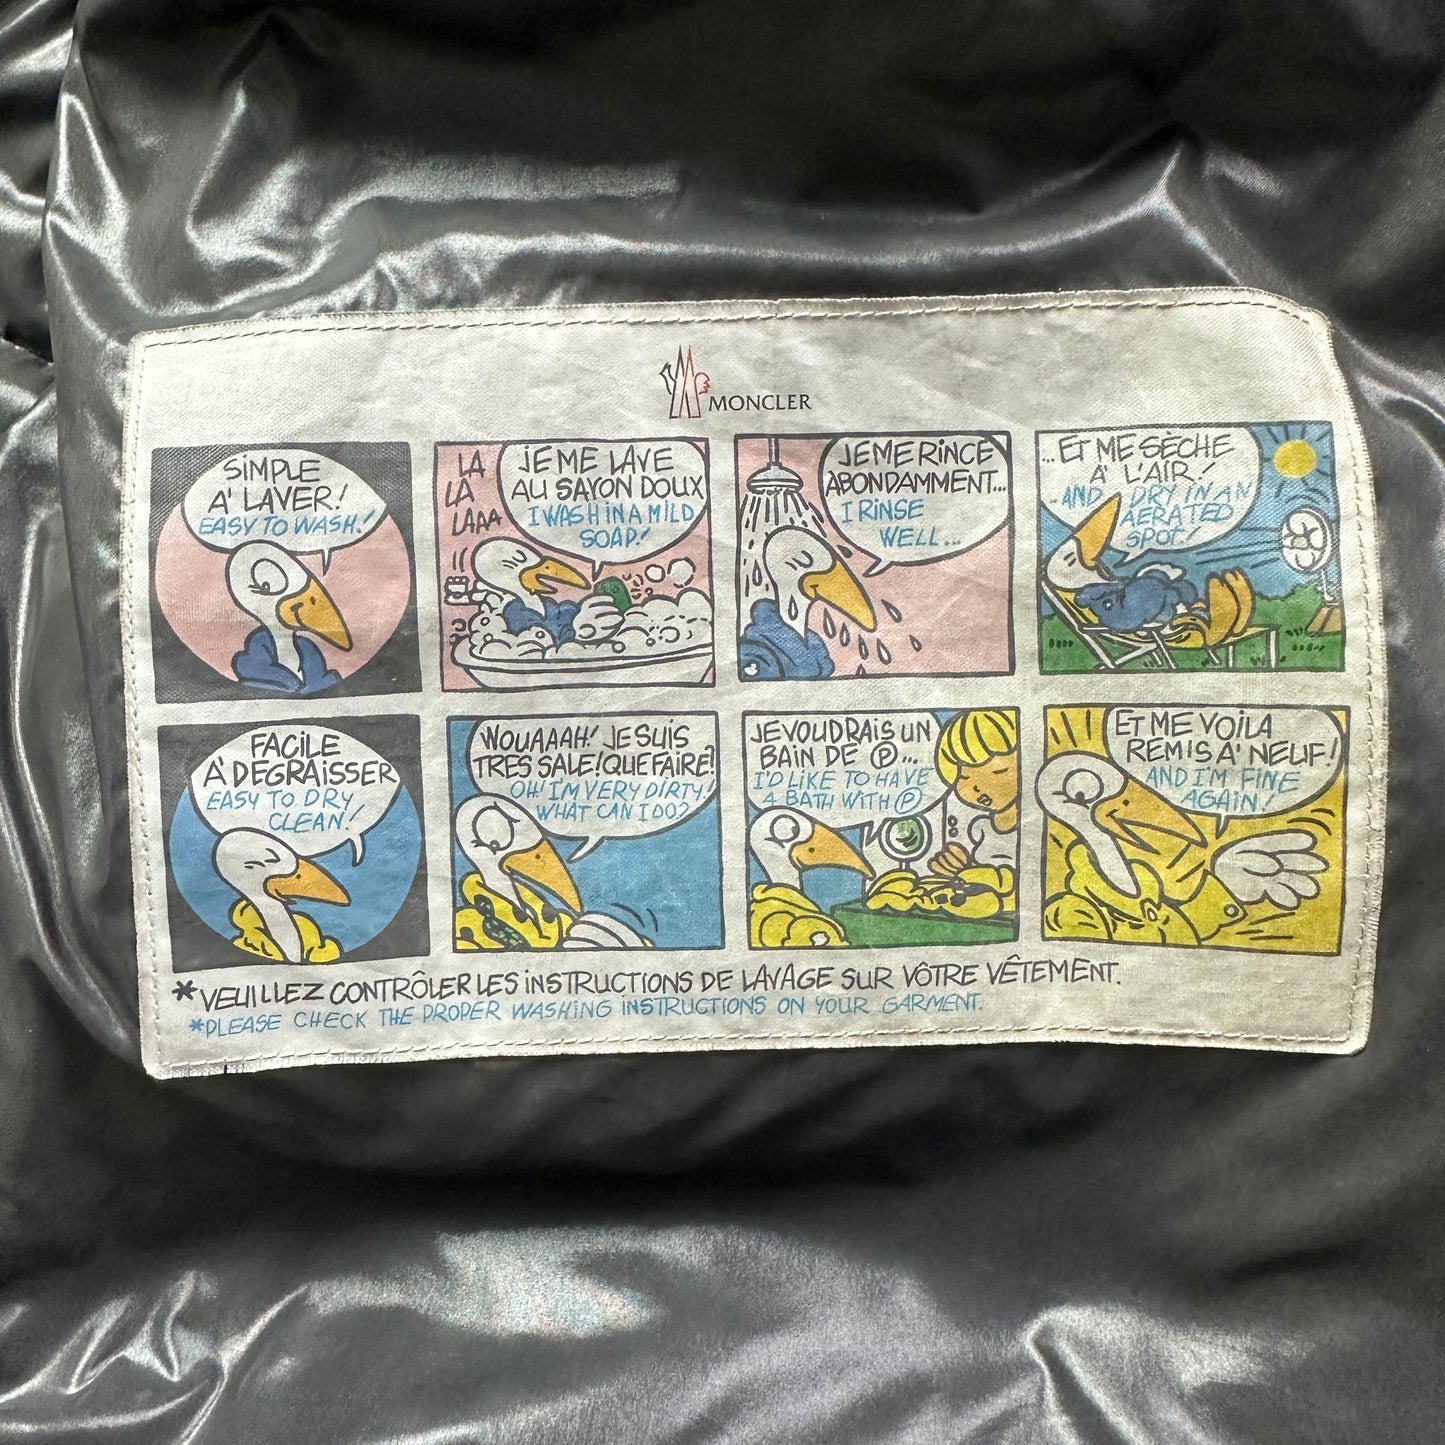 MONCLER
SIMPLE
A' LAVER!
EASY TO WASH!
LA
LA
LAAA
JE ME LAVE
AU SAVON DOUX
I WASH IN A MILD
SOAP!
JE ME RINCE
ABONDAMMENT...
I RINSE
WELL...
...ET ME SÈCHE
A' L'AIR!
..AND DRY IN AN
AERATED
SPOT!
FACILE
A' DEGRAISSER
EASY TO DRY
CLEAN!
WOUAAAH! JE SUIS
TRES SALE! QUE FAIRE?
OH! I'M VERY DIRTY!
WHAT CAN I DO?
JE VOUDRAIS UN
BAIN DE P...
I'D LIKE TO HAVE
A BATH WITH P
ET ME VOILA
REMIS A' NEUF!
AND I'M FINE
AGAIN!
*VEUILLEZ CONTRÔLER LES INSTRUCTIONS DE LAVAGE SUR VÔTRE VÊTEMENT.
*PLEASE CHECK THE PROPER WASHING INSTRUCTIONS ON YOUR GARMENT.